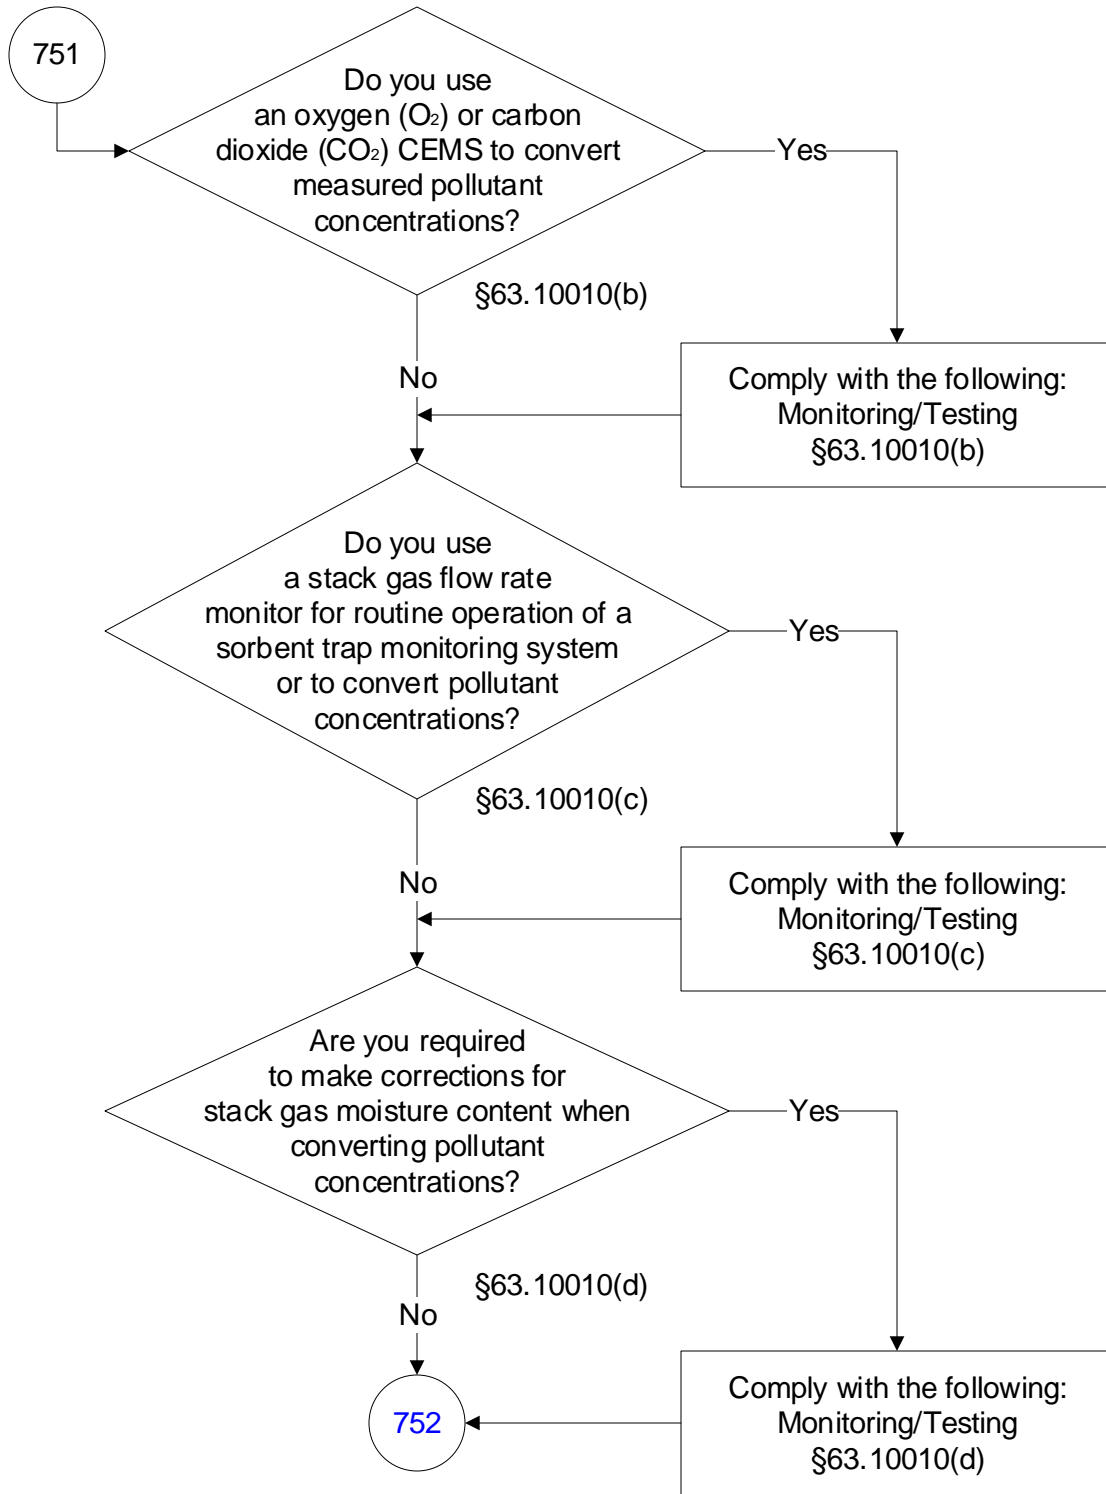 751
Do you use
an oxygen (O₂) or carbon
dioxide (CO₂) CEMS to convert
measured pollutant
concentrations?
Yes
§63.10010(b)
No
Comply with the following:
Monitoring/Testing
§63.10010(b)
Do you use
a stack gas flow rate
monitor for routine operation of a
sorbent trap monitoring system
or to convert pollutant
concentrations?
Yes
§63.10010(c)
No
Comply with the following:
Monitoring/Testing
§63.10010(c)
Are you required
to make corrections for
stack gas moisture content when
converting pollutant
concentrations?
Yes
§63.10010(d)
No
Comply with the following:
Monitoring/Testing
§63.10010(d)
752